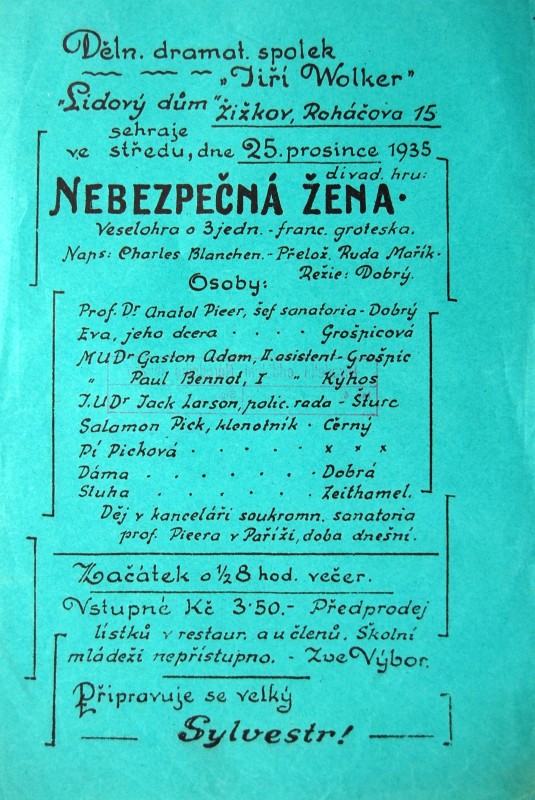 Děln. dramat. spolek
„Jiří Wolker"
„Lidový dům" Žižkov, Roháčova 15
sehraje
ve středu, dne 25. prosince 1935
divad. hru:
NEBEZPEČNÁ ŽENA.
Veselohra o 3 jedn. - franc. groteska.
Naps: Charles Blanchen. - Přelož. Ruda Mařík.
Režie: Dobrý.
Osoby:
Prof. Dr Anatol Pieer, šéf sanatoria - Dobrý
Eva, jeho dcera . . . . Grošpicová
MUDr Gaston Adam, II. asistent - Grošpic
„ Paul Bennot, I „ Kýhos
J.UDr Jack Larson, polic. rada - Šturc
Salamon Pick, klenotník . Černý
Pí Picková . . . . . x x x
Dáma . . . . . . . Dobrá
Sluha . . . . . . Zeithamel.
Děj v kanceláři soukromn. sanatoria
prof. Pieera v Paříži, doba dnešní.
Začátek o ½8 hod. večer.
Vstupné Kč 3·50.- Předprodej
lístků v restaur. a u členů. Školní
mládeži nepřístupno. - Zve Výbor.
Připravuje se velký
Sylvestr!